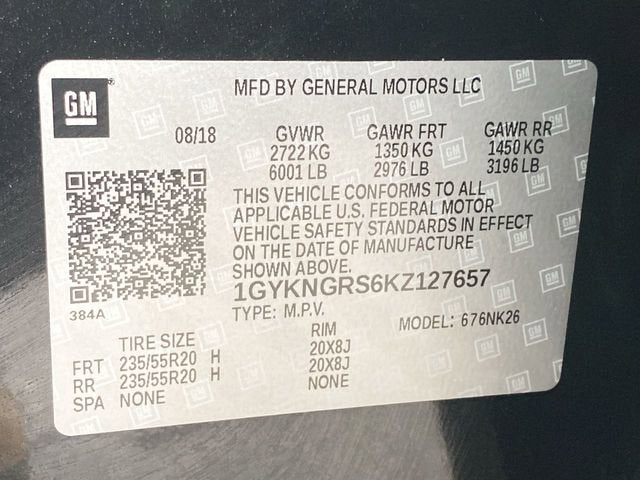 GM
MFD BY GENERAL MOTORS LLC
08/18 GVWR GAWR FRT GAWR RR
2722 KG 1350 KG 1450 KG
6001 LB 2976 LB 3196 LB
THIS VEHICLE CONFORMS TO ALL
APPLICABLE U.S. FEDERAL MOTOR
VEHICLE SAFETY STANDARDS IN EFFECT
ON THE DATE OF MANUFACTURE
SHOWN ABOVE.
1GYKNGRS6KZ127657
384A
TYPE: M.P.V.
MODEL: 676NK26
TIRE SIZE RIM
FRT 235/55R20 H 20X8J
RR 235/55R20 H 20X8J
SPA NONE NONE